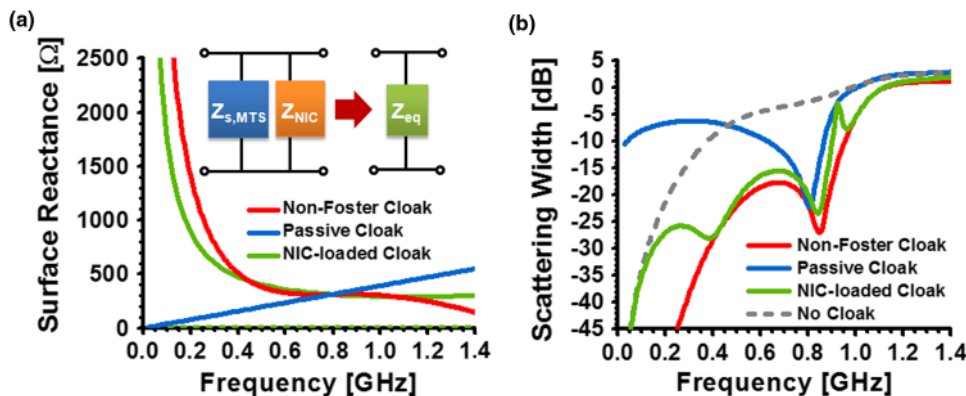 (a)
Surface Reactance [Ω]
2500
2000
1500
1000
500
0
0.0 0.2 0.4 0.6 0.8 1.0 1.2 1.4
Frequency [GHz]
Zs,MTS
ZNIC
Zeq
Non-Foster Cloak
Passive Cloak
NIC-loaded Cloak
(b)
Scattering Width [dB]
5
0
-5
-10
-15
-20
-25
-30
-35
-40
-45
0.0 0.2 0.4 0.6 0.8 1.0 1.2 1.4
Frequency [GHz]
Non-Foster Cloak
Passive Cloak
NIC-loaded Cloak
No Cloak